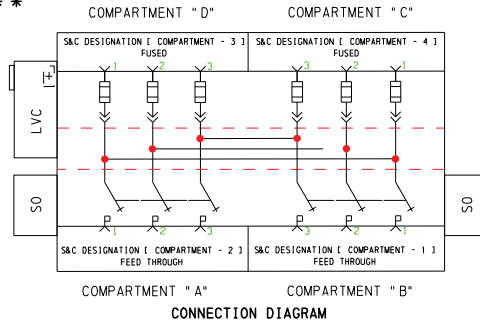 **
COMPARTMENT "D" COMPARTMENT "C"
S&C DESIGNATION [ COMPARTMENT - 3 ] S&C DESIGNATION [ COMPARTMENT - 4 ]
FUSED FUSED
1 2 3 3 2 1
LVC
SO SO
1 2 3 3 2 1
S&C DESIGNATION [ COMPARTMENT - 2 ] S&C DESIGNATION [ COMPARTMENT - 1 ]
FEED THROUGH FEED THROUGH
COMPARTMENT "A" COMPARTMENT "B"
CONNECTION DIAGRAM